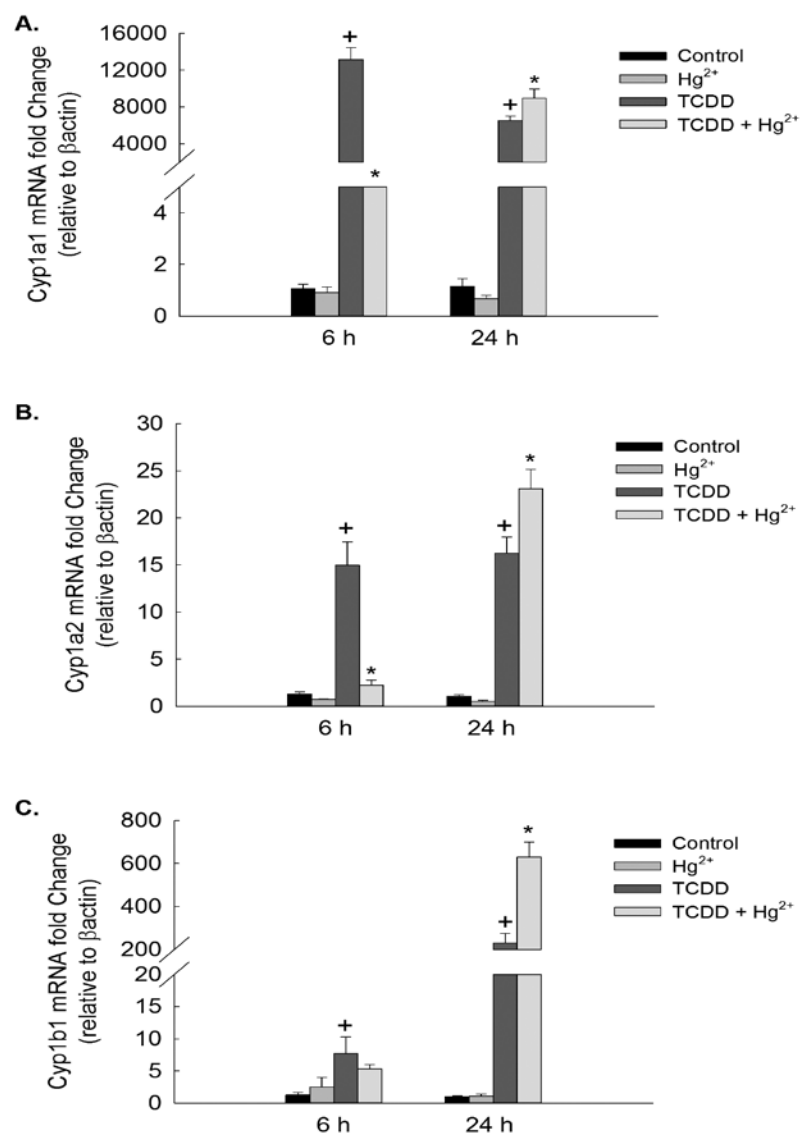 A.
Cyp1a1 mRNA fold Change
(relative to βactin)
16000
12000
8000
4000
4
2
0
+
*
+
*
6 h
24 h
Control
Hg²⁺
TCDD
TCDD + Hg²⁺
B.
Cyp1a2 mRNA fold Change
(relative to βactin)
30
25
20
15
10
5
0
+
*
+
*
6 h
24 h
Control
Hg²⁺
TCDD
TCDD + Hg²⁺
C.
Cyp1b1 mRNA fold Change
(relative to βactin)
800
600
400
200
20
15
10
5
0
+
+
*
6 h
24 h
Control
Hg²⁺
TCDD
TCDD + Hg²⁺